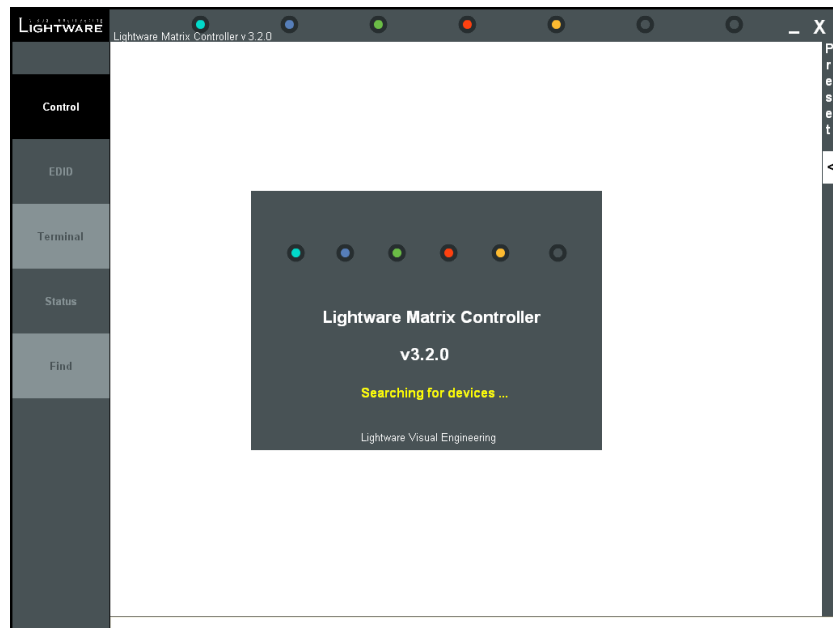 LIGHTWARE
Lightware Matrix Controller v 3.2.0
_ X
Preset
<
Control
EDID
Terminal
Status
Find
Lightware Matrix Controller
v3.2.0
Searching for devices ...
Lightware Visual Engineering